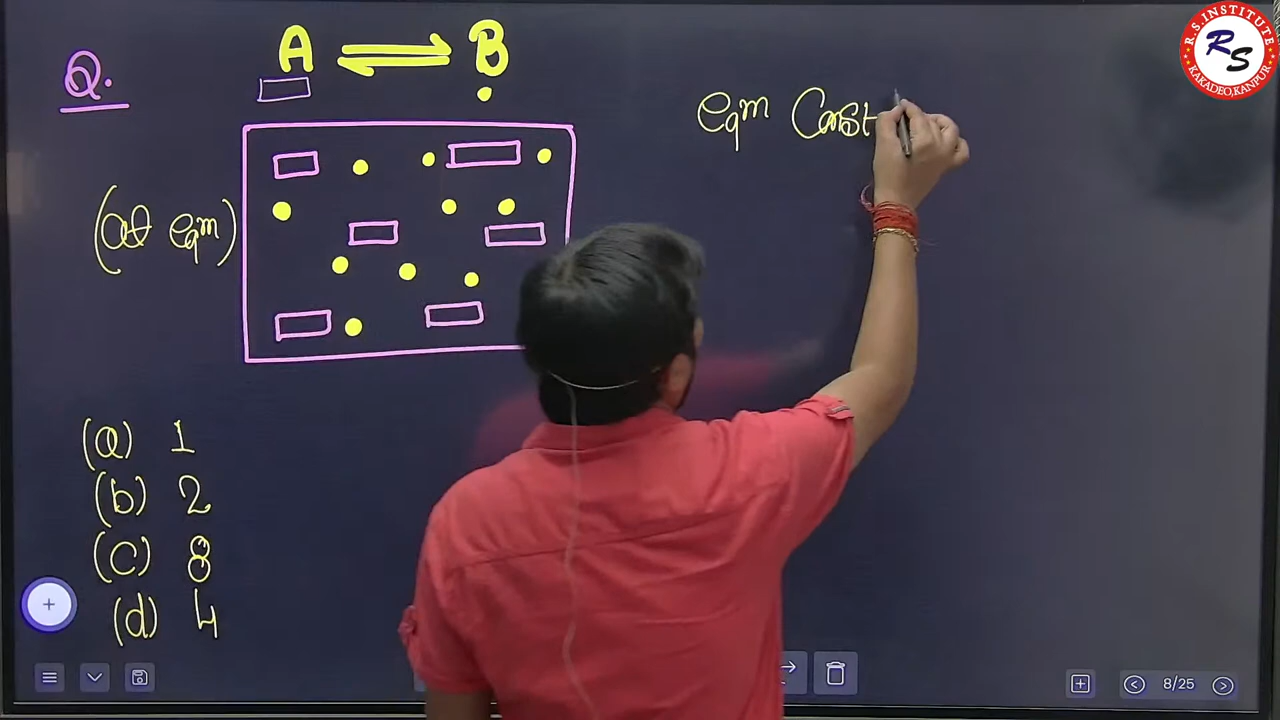 R.S. INSTITUTE
RS
KAKADEO, KANPUR
Q.
A ⇌ B
eqm Const
(at eqm)
(a) 1
(b) 2
(c) 8
(d) 4
8/25